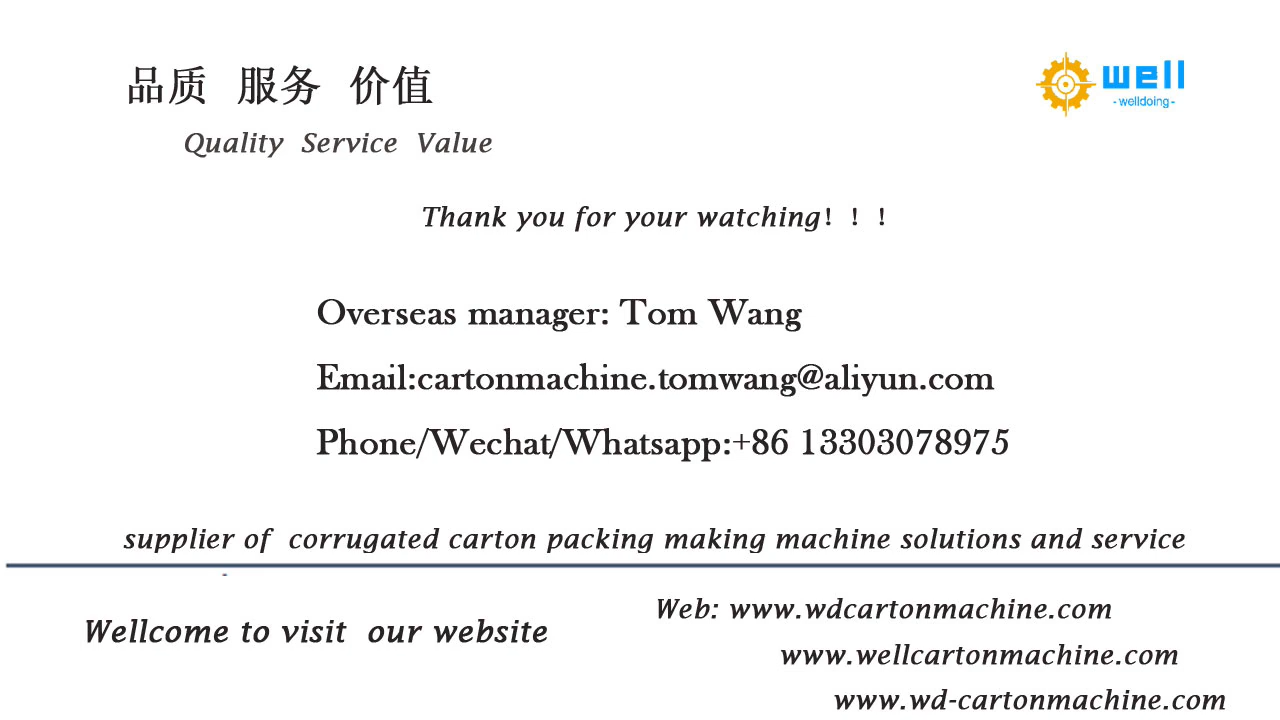 品质 服务 价值
well
-welldoing-
Quality Service Value
Thank you for your watching！！！
Overseas manager: Tom Wang
Email:cartonmachine.tomwang@aliyun.com
Phone/Wechat/Whatsapp:+86 13303078975
supplier of corrugated carton packing making machine solutions and service
Wellcome to visit our website
Web: www.wdcartonmachine.com
www.wellcartonmachine.com
www.wd-cartonmachine.com